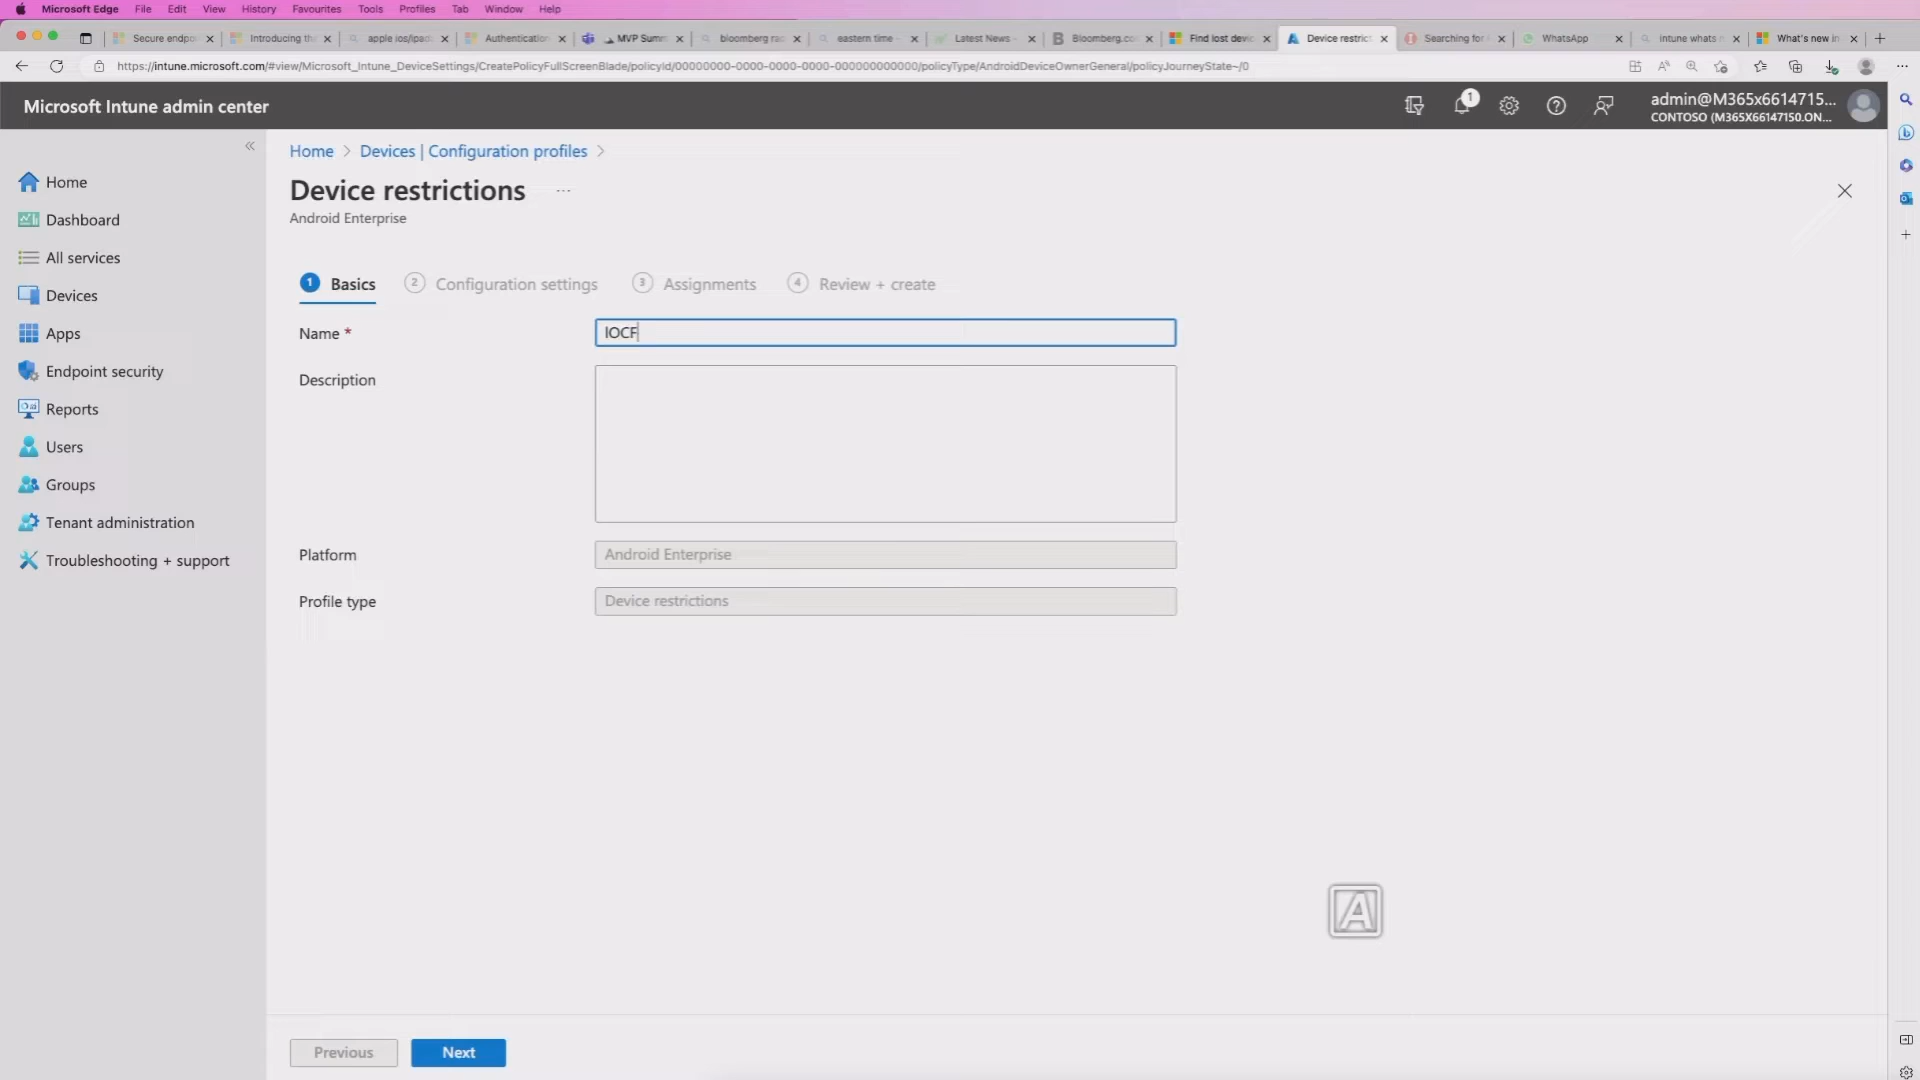 Microsoft Edge File Edit View History Favourites Tools Profiles Tab Window Help
Secure endpo Introducing th apple ios/ipad Authentication MVP Summ bloomberg rad eastern time - Latest News - Bloomberg.co Find lost devic Device restrict Searching for WhatsApp intune whats n What's new in
https://intune.microsoft.com/#view/Microsoft_Intune_DeviceSettings/CreatePolicyFullScreenBlade/policyId/00000000-0000-0000-0000-000000000000/policyType/AndroidDeviceOwnerGeneral/policyJourneyState~/0
Microsoft Intune admin center
1
admin@M365x6614715...
CONTOSO (M365X66147150.ON...
Home > Devices | Configuration profiles >
Device restrictions ...
Android Enterprise
Home
Dashboard
All services
Devices
Apps
Endpoint security
Reports
Users
Groups
Tenant administration
Troubleshooting + support
1 Basics 2 Configuration settings 3 Assignments 4 Review + create
Name * IOCF
Description
Platform Android Enterprise
Profile type Device restrictions
A
Previous Next